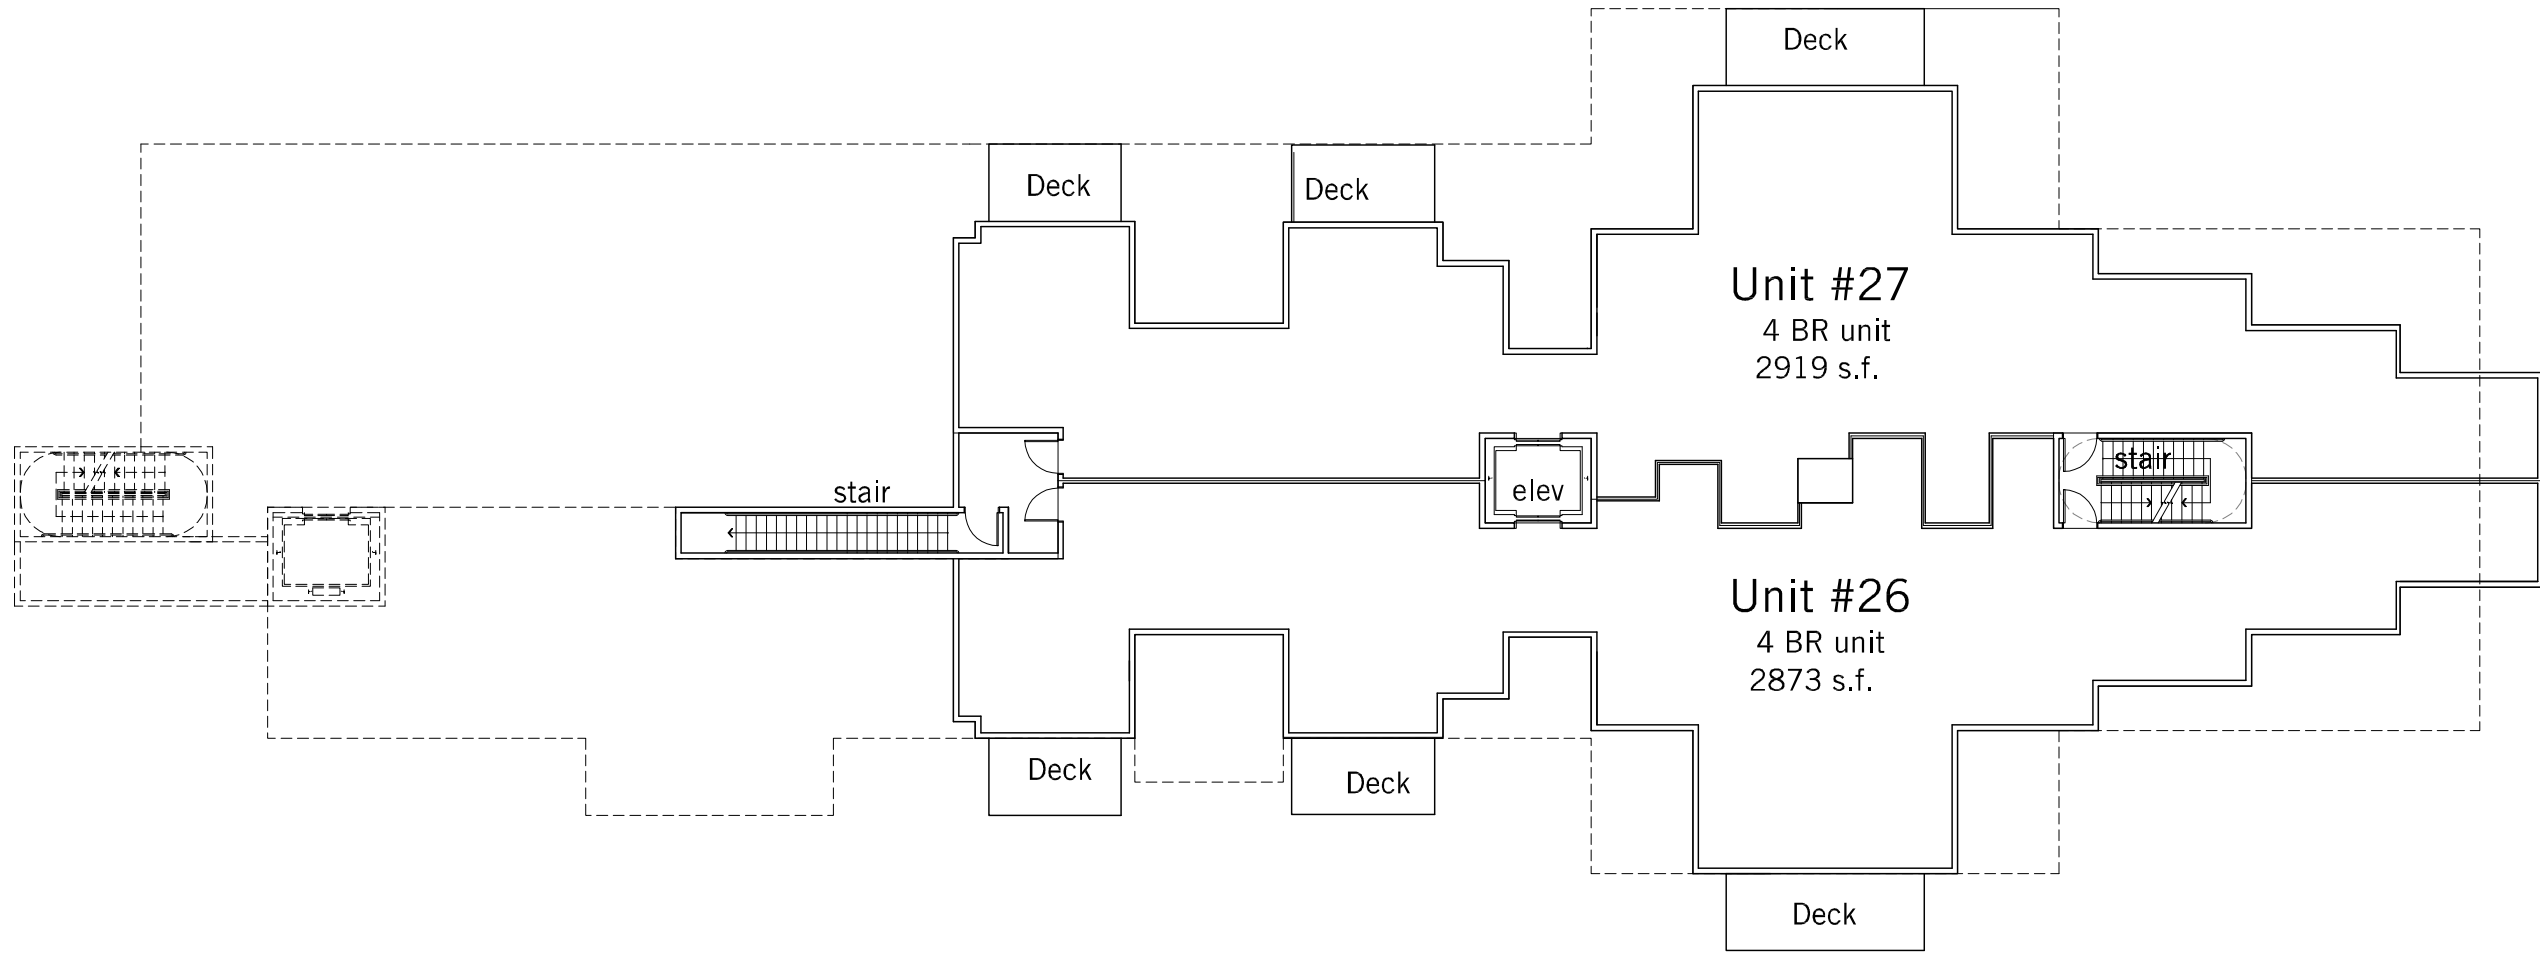 Deck
Deck
Deck
Unit #27
4 BR unit
2919 s.f.
stair
stair
elev
Unit #26
4 BR unit
2873 s.f.
Deck
Deck
Deck